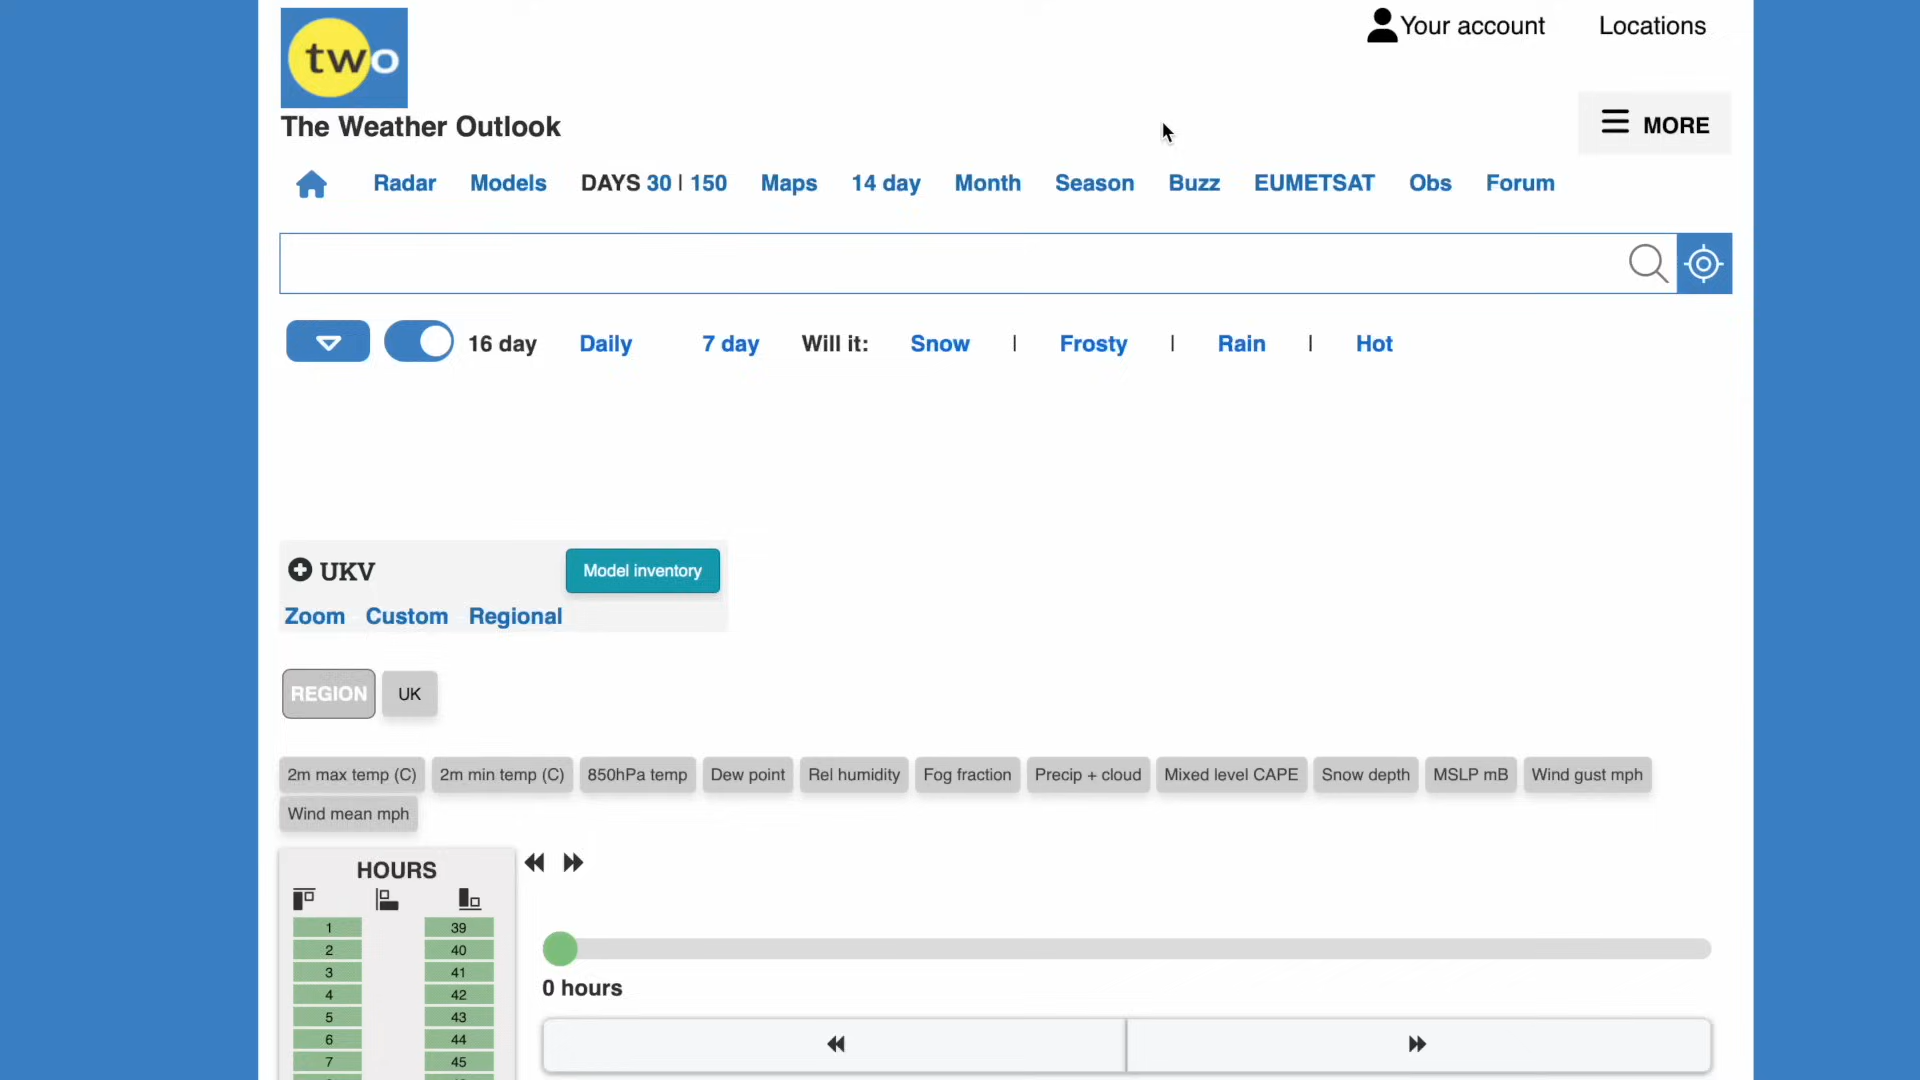 two
Your account Locations
The Weather Outlook
MORE
Radar Models DAYS 30 | 150 Maps 14 day Month Season Buzz EUMETSAT Obs Forum
16 day Daily 7 day Will it: Snow | Frosty | Rain | Hot
UKV Model inventory
Zoom Custom Regional
REGION UK
2m max temp (C) 2m min temp (C) 850hPa temp Dew point Rel humidity Fog fraction Precip + cloud Mixed level CAPE Snow depth MSLP mB Wind gust mph
Wind mean mph
HOURS
1 39
2 40
3 41
4 42
5 43
6 44
7 45
0 hours